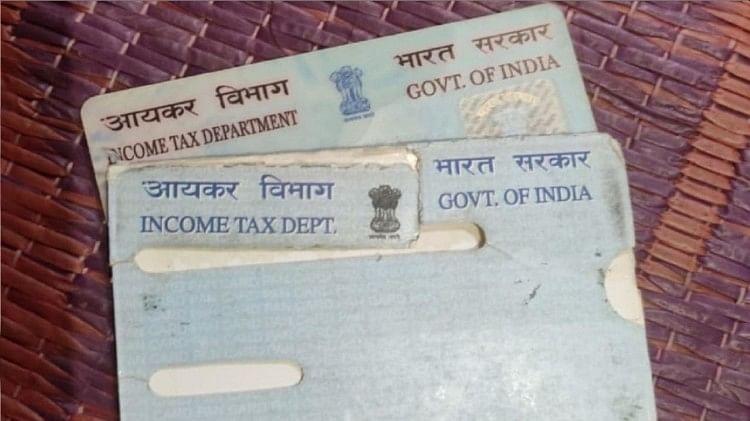 आयकर विभाग
INCOME TAX DEPARTMENT
भारत सरकार
GOVT. OF INDIA
आयकर विभाग
INCOME TAX DEPT.
भारत सरकार
GOVT. OF INDIA